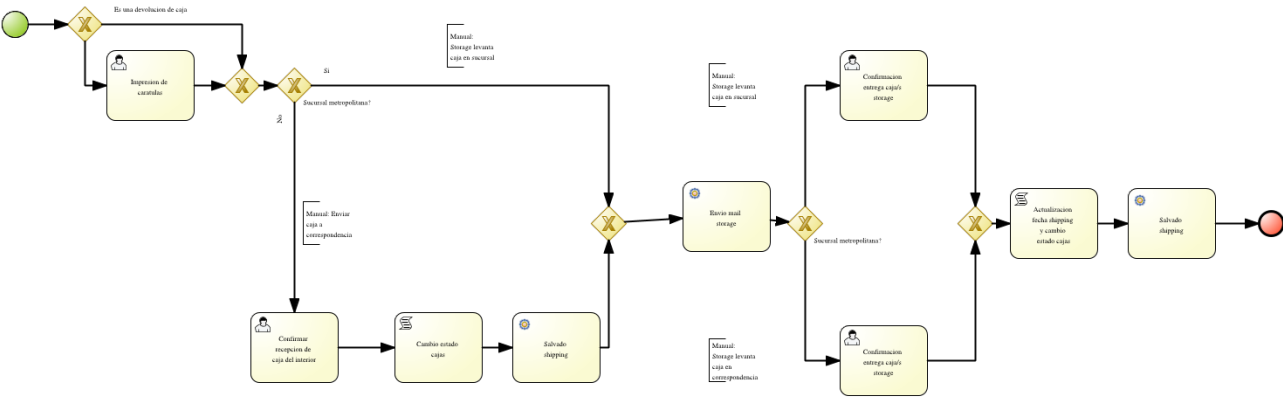 Es una devolucion de caja
Impresion de
caratulas
Si
Sucursal metropolitana?
No
Manual:
Storage levanta
caja en sucursal
Manual: Enviar
caja a
correspondencia
Confirmar
recepcion de
caja del interior
Cambio estado
cajas
Salvado
shipping
Envio mail
storage
Sucursal metropolitana?
Manual:
Storage levanta
caja en sucursal
Confirmacion
entrega caja/s
storage
Manual:
Storage levanta
caja en
correspondencia
Confirmacion
entrega caja/s
storage
Actualizacion
fecha shipping
y cambio
estado cajas
Salvado
shipping